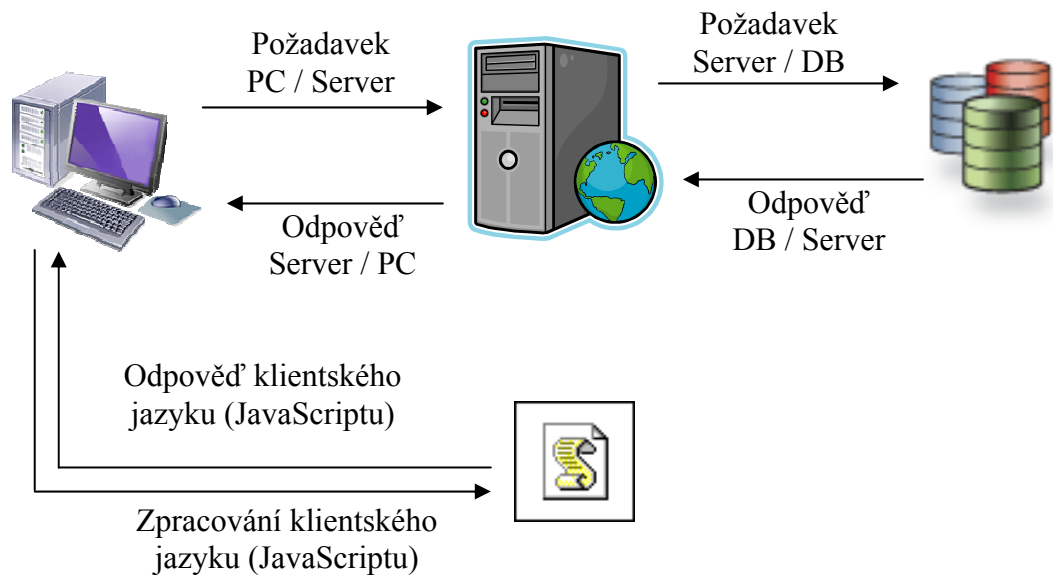 Požadavek
PC / Server
Požadavek
Server / DB
Odpověď
Server / PC
Odpověď
DB / Server
Odpověď klientského
jazyku (JavaScriptu)
Zpracování klientského
jazyku (JavaScriptu)